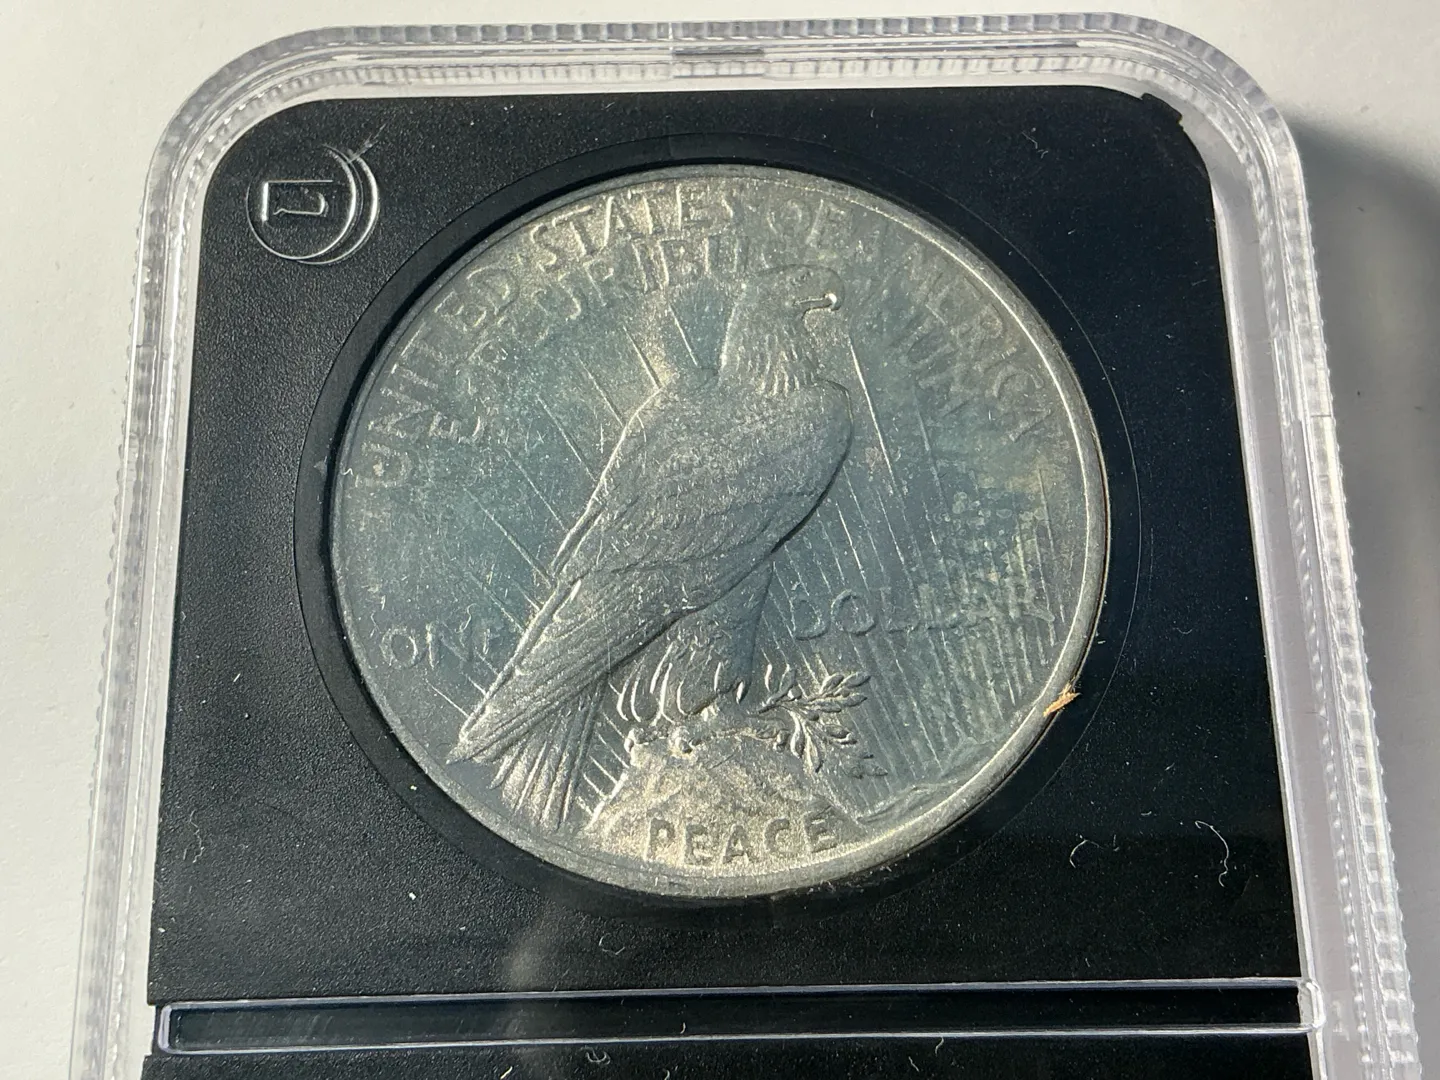 UNITED STATES OF AMERICA
E PLURIBUS UNUM
ONE DOLLAR
PEACE